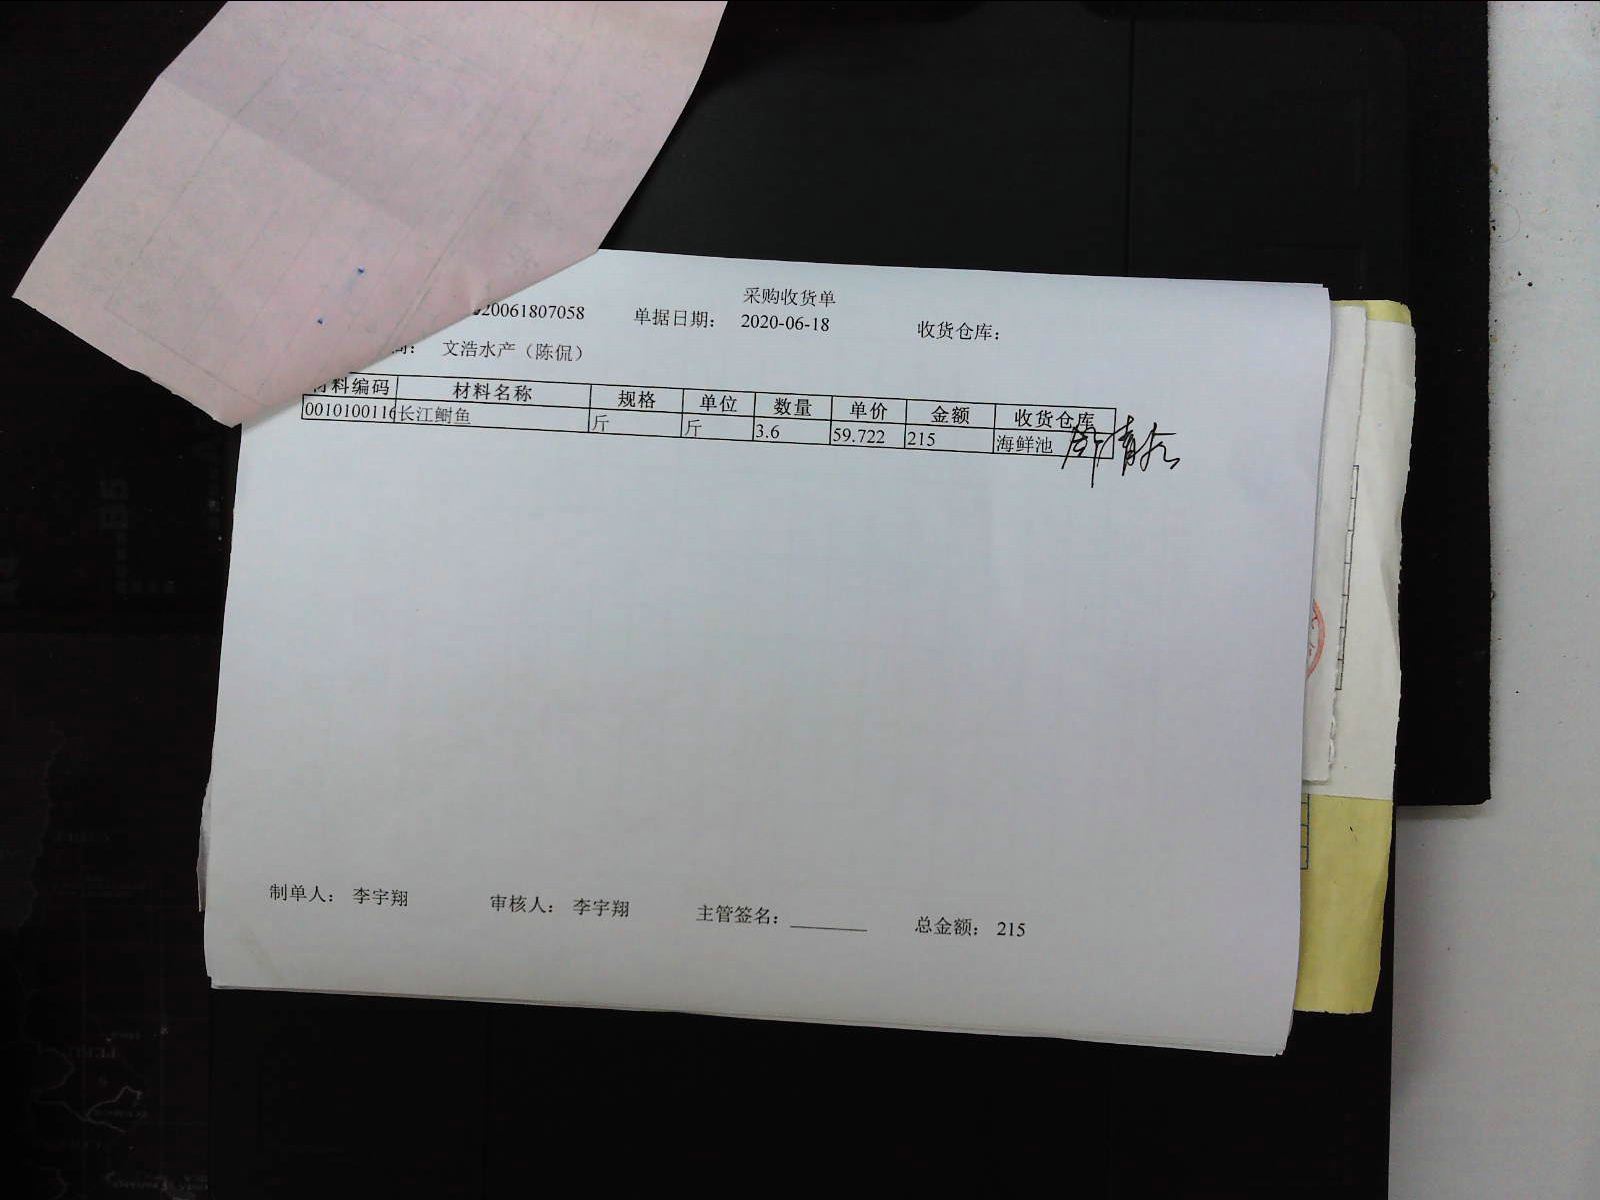 采购收货单
20061807058 单据日期: 2020-06-18 收货仓库:
文浩水产（陈侃）
材料编码 材料名称 规格 单位 数量 单价 金额 收货仓库
0010100116 长江鲥鱼 斤 斤 3.6 59.722 215 海鲜池
制单人: 李宇翔 审核人: 李宇翔 主管签名: 总金额: 215